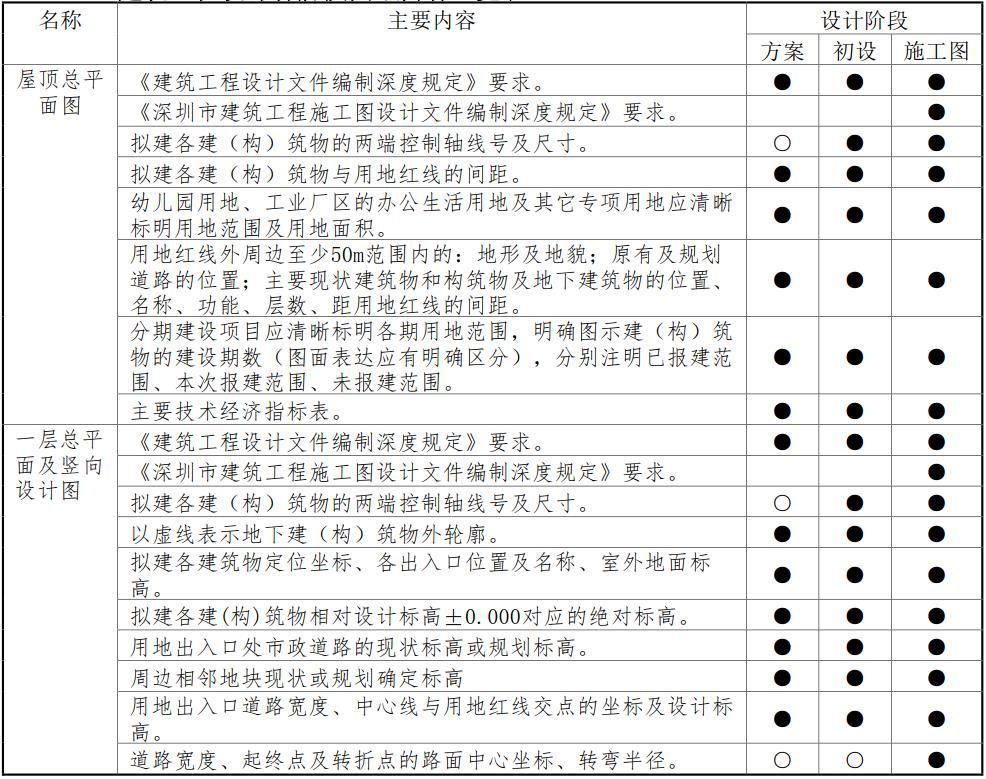 名称 主要内容 设计阶段
方案 初设 施工图
屋顶总平
面图
《建筑工程设计文件编制深度规定》要求。 ● ● ●
《深圳市建筑工程施工图设计文件编制深度规定》要求。 ●
拟建各建（构）筑物的两端控制轴线号及尺寸。 ○ ● ●
拟建各建（构）筑物与用地红线的间距。 ● ● ●
幼儿园用地、工业厂区的办公生活用地及其它专项用地应清晰
标明用地范围及用地面积。 ● ● ●
用地红线外周边至少50m范围内的：地形及地貌；原有及规划
道路的位置；主要现状建筑物和构筑物及地下建筑物的位置、
名称、功能、层数、距用地红线的间距。 ● ● ●
分期建设项目应清晰标明各期用地范围，明确图示建（构）筑
物的建设期数（图面表达应有明确区分），分别注明已报建范
围、本次报建范围、未报建范围。 ● ● ●
主要技术经济指标表。 ● ● ●
一层总平
面及竖向
设计图
《建筑工程设计文件编制深度规定》要求。 ● ● ●
《深圳市建筑工程施工图设计文件编制深度规定》要求。 ●
拟建各建（构）筑物的两端控制轴线号及尺寸。 ○ ● ●
以虚线表示地下建（构）筑物外轮廓。 ● ● ●
拟建各建筑物定位坐标、各出入口位置及名称、室外地面标
高。 ● ● ●
拟建各建(构)筑物相对设计标高±0.000对应的绝对标高。 ● ● ●
用地出入口处市政道路的现状标高或规划标高。 ● ● ●
周边相邻地块现状或规划确定标高 ● ● ●
用地出入口道路宽度、中心线与用地红线交点的坐标及设计标
高。 ● ● ●
道路宽度、起终点及转折点的路面中心坐标、转弯半径。 ○ ○ ●